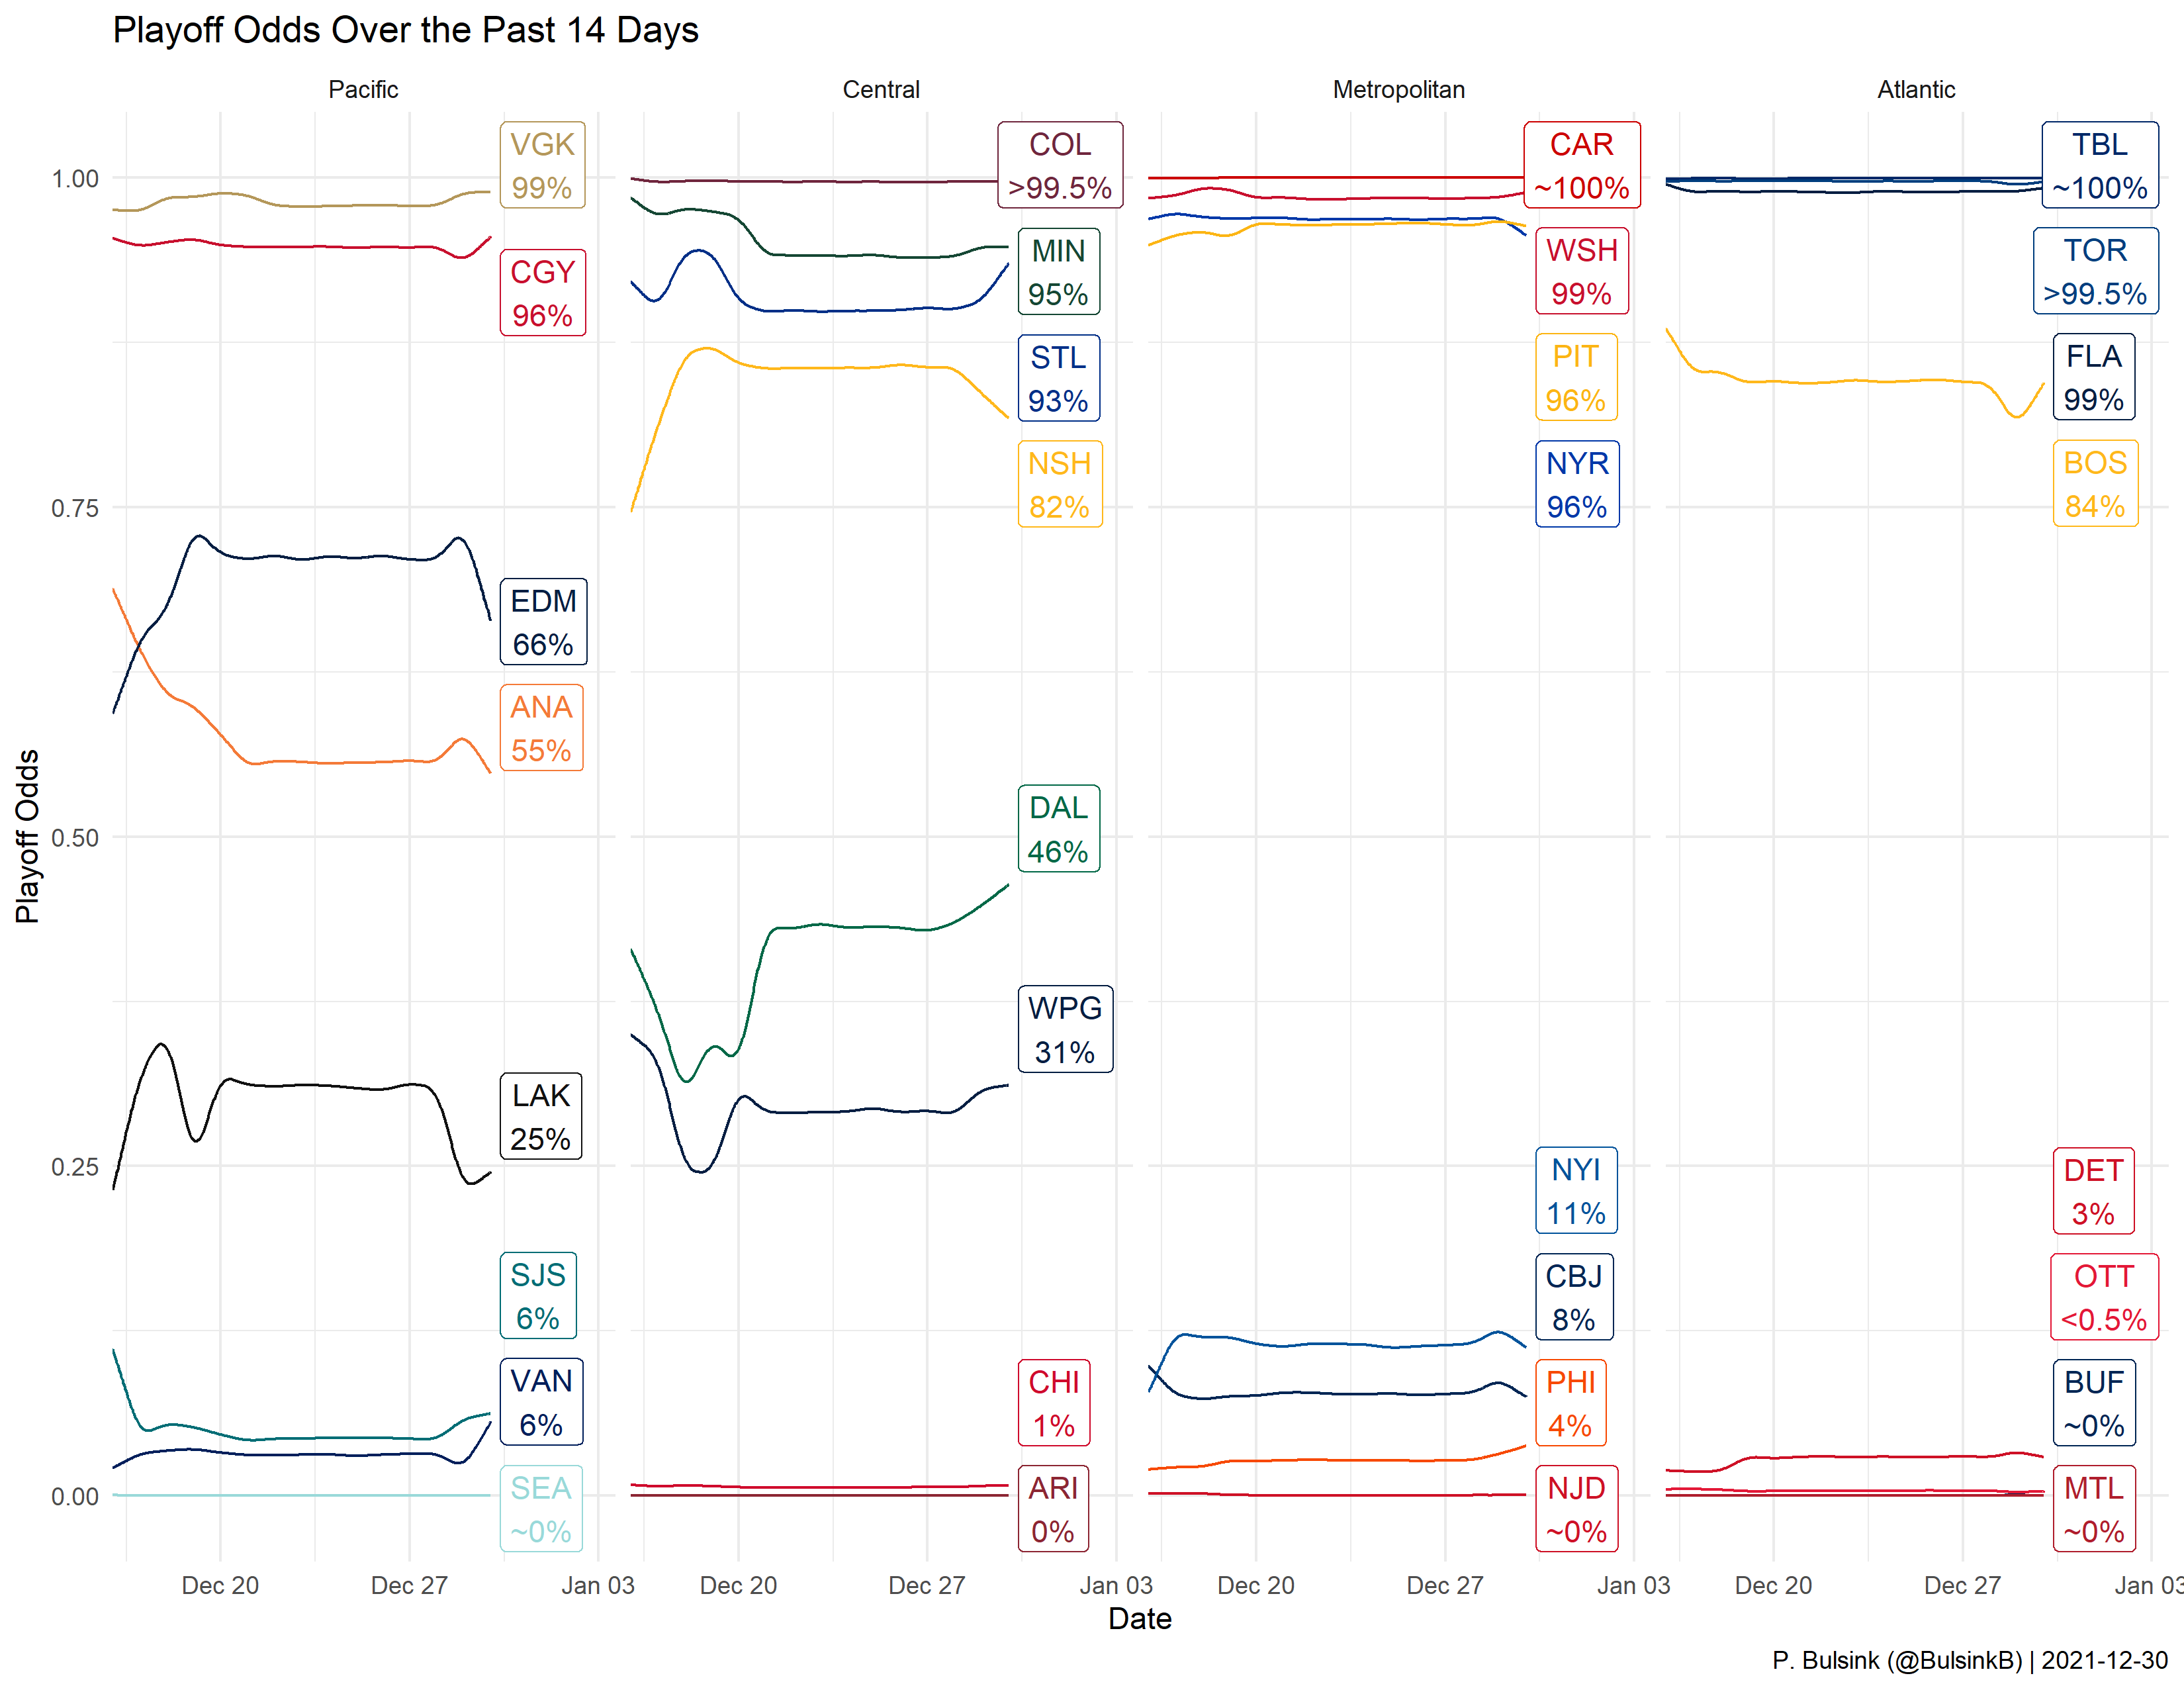 Playoff Odds Over the Past 14 Days
Pacific
Central
Metropolitan
Atlantic
Playoff Odds
1.00
0.75
0.50
0.25
0.00
VGK
99%
CGY
96%
EDM
66%
ANA
55%
LAK
25%
SJS
6%
VAN
6%
SEA
~0%
COL
>99.5%
MIN
95%
STL
93%
NSH
82%
DAL
46%
WPG
31%
CHI
1%
ARI
0%
CAR
~100%
WSH
99%
PIT
96%
NYR
96%
NYI
11%
CBJ
8%
PHI
4%
NJD
~0%
TBL
~100%
TOR
>99.5%
FLA
99%
BOS
84%
DET
3%
OTT
<0.5%
BUF
~0%
MTL
~0%
Dec 20
Dec 27
Jan 03
Dec 20
Dec 27
Jan 03
Dec 20
Dec 27
Jan 03
Dec 20
Dec 27
Jan 03
Date
P. Bulsink (@BulsinkB) | 2021-12-30